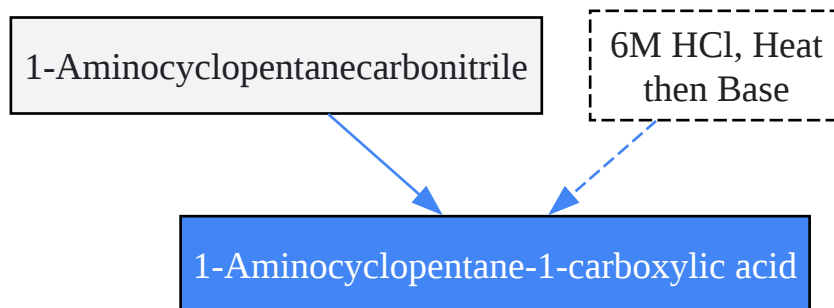 1-Aminocyclopentanecarbonitrile
6M HCl, Heat
then Base
1-Aminocyclopentane-1-carboxylic acid